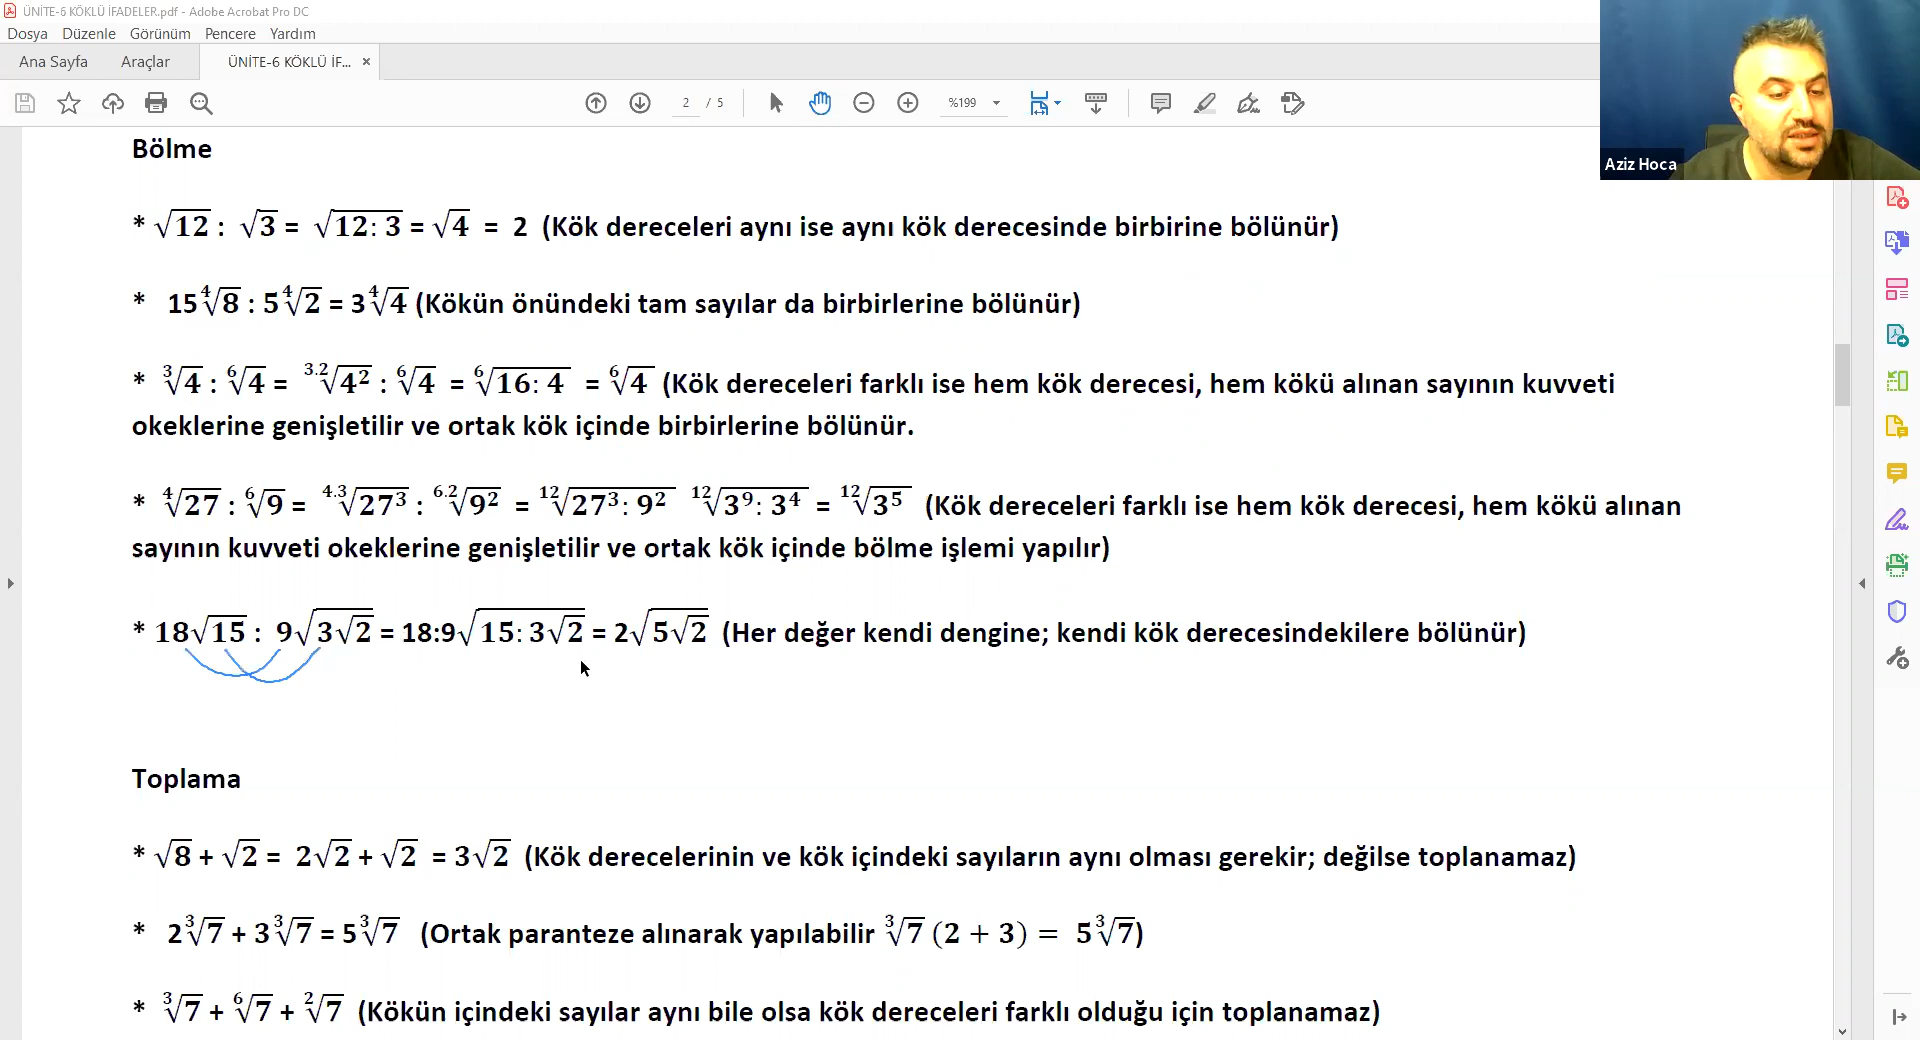 ÜNİTE-6 KÖKLÜ İFADELER.pdf - Adobe Acrobat Pro DC
Dosya Düzenle Görünüm Pencere Yardım
Ana Sayfa Araçlar ÜNİTE-6 KÖKLÜ İF... ×
2 / 5 %199
Aziz Hoca
Bölme
* √12 : √3 = √(12:3) = √4 = 2 (Kök dereceleri aynı ise aynı kök derecesinde birbirine bölünür)
* 15⁴√8 : 5⁴√2 = 3⁴√4 (Kökün önündeki tam sayılar da birbirlerine bölünür)
* ³√4 : ⁶√4 = ³·²√4² : ⁶√4 = ⁶√(16:4) = ⁶√4 (Kök dereceleri farklı ise hem kök derecesi, hem kökü alınan sayının kuvveti
okeklerine genişletilir ve ortak kök içinde birbirlerine bölünür.
* ⁴√27 : ⁶√9 = ⁴·³√27³ : ⁶·²√9² = ¹²√(27³:9²) ¹²√(3⁹:3⁴) = ¹²√3⁵ (Kök dereceleri farklı ise hem kök derecesi, hem kökü alınan
sayının kuvveti okeklerine genişletilir ve ortak kök içinde bölme işlemi yapılır)
* 18√15 : 9√(3√2) = 18:9√(15:3√2) = 2√(5√2) (Her değer kendi dengine; kendi kök derecesindekilere bölünür)
Toplama
* √8 + √2 = 2√2 + √2 = 3√2 (Kök derecelerinin ve kök içindeki sayıların aynı olması gerekir; değilse toplanamaz)
* 2³√7 + 3³√7 = 5³√7 (Ortak paranteze alınarak yapılabilir ³√7 (2 + 3) = 5³√7)
* ³√7 + ⁶√7 + ²√7 (Kökün içindeki sayılar aynı bile olsa kök dereceleri farklı olduğu için toplanamaz)